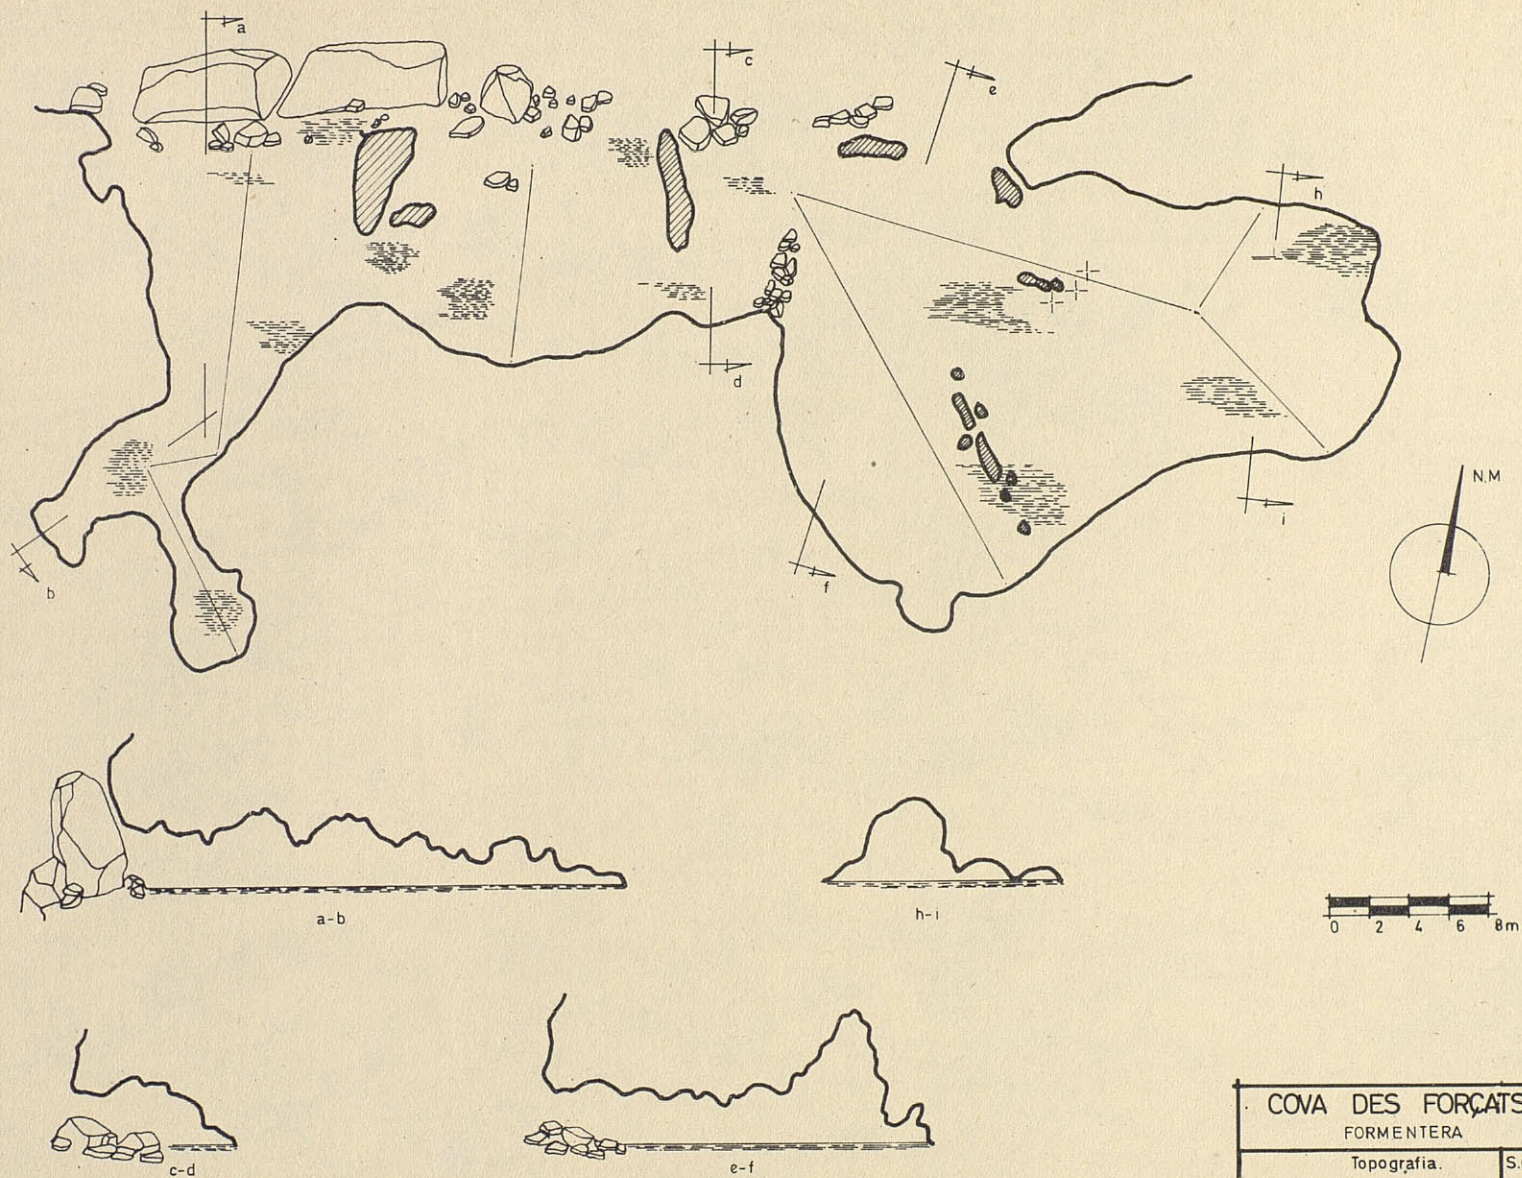 a
c
e
h
d
N.M
i
b
f
a-b
h-i
0 2 4 6 8m
COVA DES FORÇATS
FORMENTERA
c-d
e-f
Topografia.